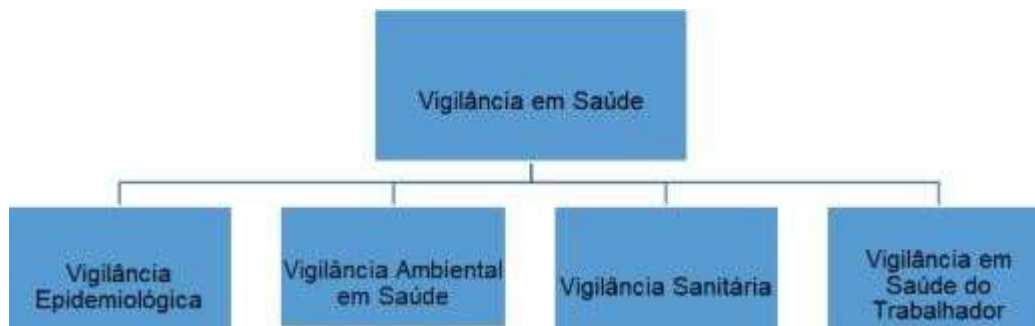 Vigilância em Saúde
Vigilância
Epidemiológica
Vigilância Ambiental
em Saúde
Vigilância Sanitária
Vigilância em
Saúde do
Trabalhador